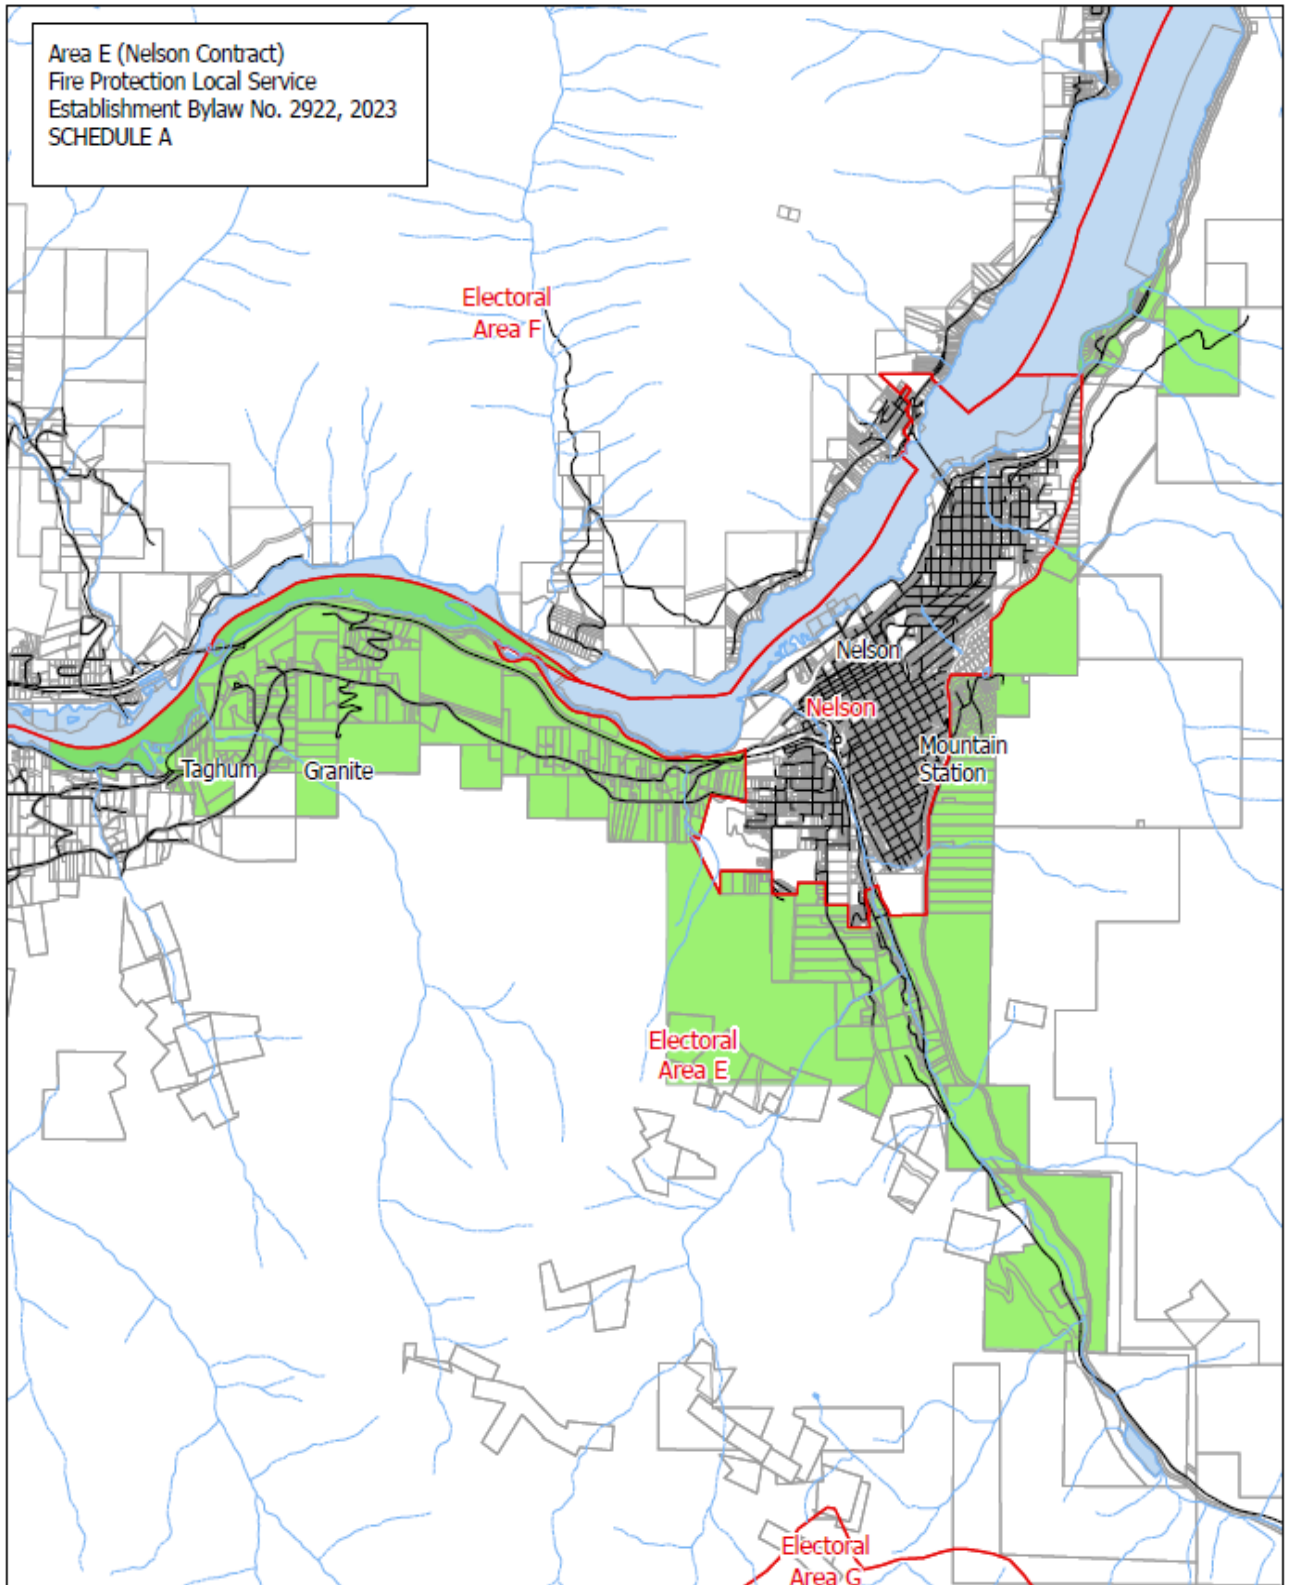 Area E (Nelson Contract)
Fire Protection Local Service
Establishment Bylaw No. 2922, 2023
SCHEDULE A
Electoral
Area F
Nelson
Nelson
Mountain
Station
Taghum
Granite
Electoral
Area E
Electoral
Area G